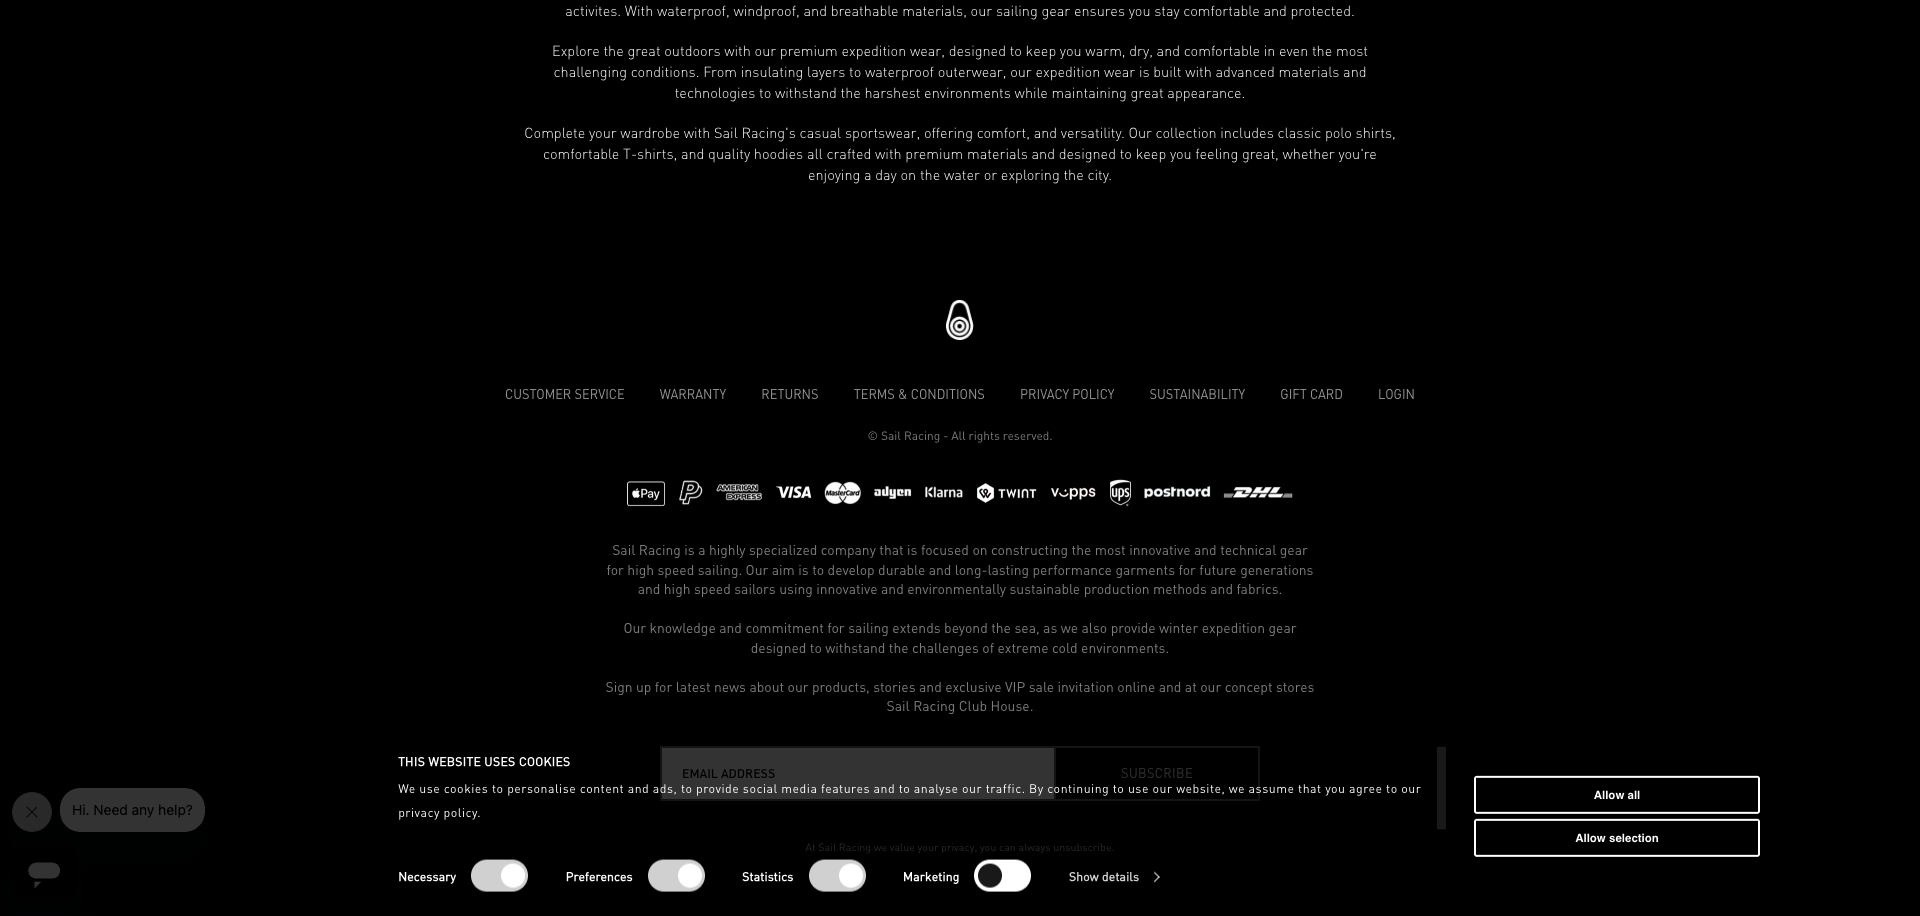 activites. With waterproof, windproof, and breathable materials, our sailing gear ensures you stay comfortable and protected.
Explore the great outdoors with our premium expedition wear, designed to keep you warm, dry, and comfortable in even the most
challenging conditions. From insulating layers to waterproof outerwear, our expedition wear is built with advanced materials and
technologies to withstand the harshest environments while maintaining great appearance.
Complete your wardrobe with Sail Racing's casual sportswear, offering comfort, and versatility. Our collection includes classic polo shirts,
comfortable T-shirts, and quality hoodies all crafted with premium materials and designed to keep you feeling great, whether you're
enjoying a day on the water or exploring the city.
CUSTOMER SERVICE WARRANTY RETURNS TERMS & CONDITIONS PRIVACY POLICY SUSTAINABILITY GIFT CARD LOGIN
© Sail Racing - All rights reserved.
Pay AMERICAN EXPRESS VISA MasterCard adyen Klarna TWINT vipps ups postnord DHL
Sail Racing is a highly specialized company that is focused on constructing the most innovative and technical gear
for high speed sailing. Our aim is to develop durable and long-lasting performance garments for future generations
and high speed sailors using innovative and environmentally sustainable production methods and fabrics.
Our knowledge and commitment for sailing extends beyond the sea, as we also provide winter expedition gear
designed to withstand the challenges of extreme cold environments.
Sign up for latest news about our products, stories and exclusive VIP sale invitation online and at our concept stores
Sail Racing Club House.
THIS WEBSITE USES COOKIES
EMAIL ADDRESS SUBSCRIBE
We use cookies to personalise content and ads, to provide social media features and to analyse our traffic. By continuing to use our website, we assume that you agree to our
privacy policy.
Allow all
Allow selection
Hi. Need any help?
At Sail Racing we value your privacy, you can always unsubscribe.
Necessary Preferences Statistics Marketing Show details